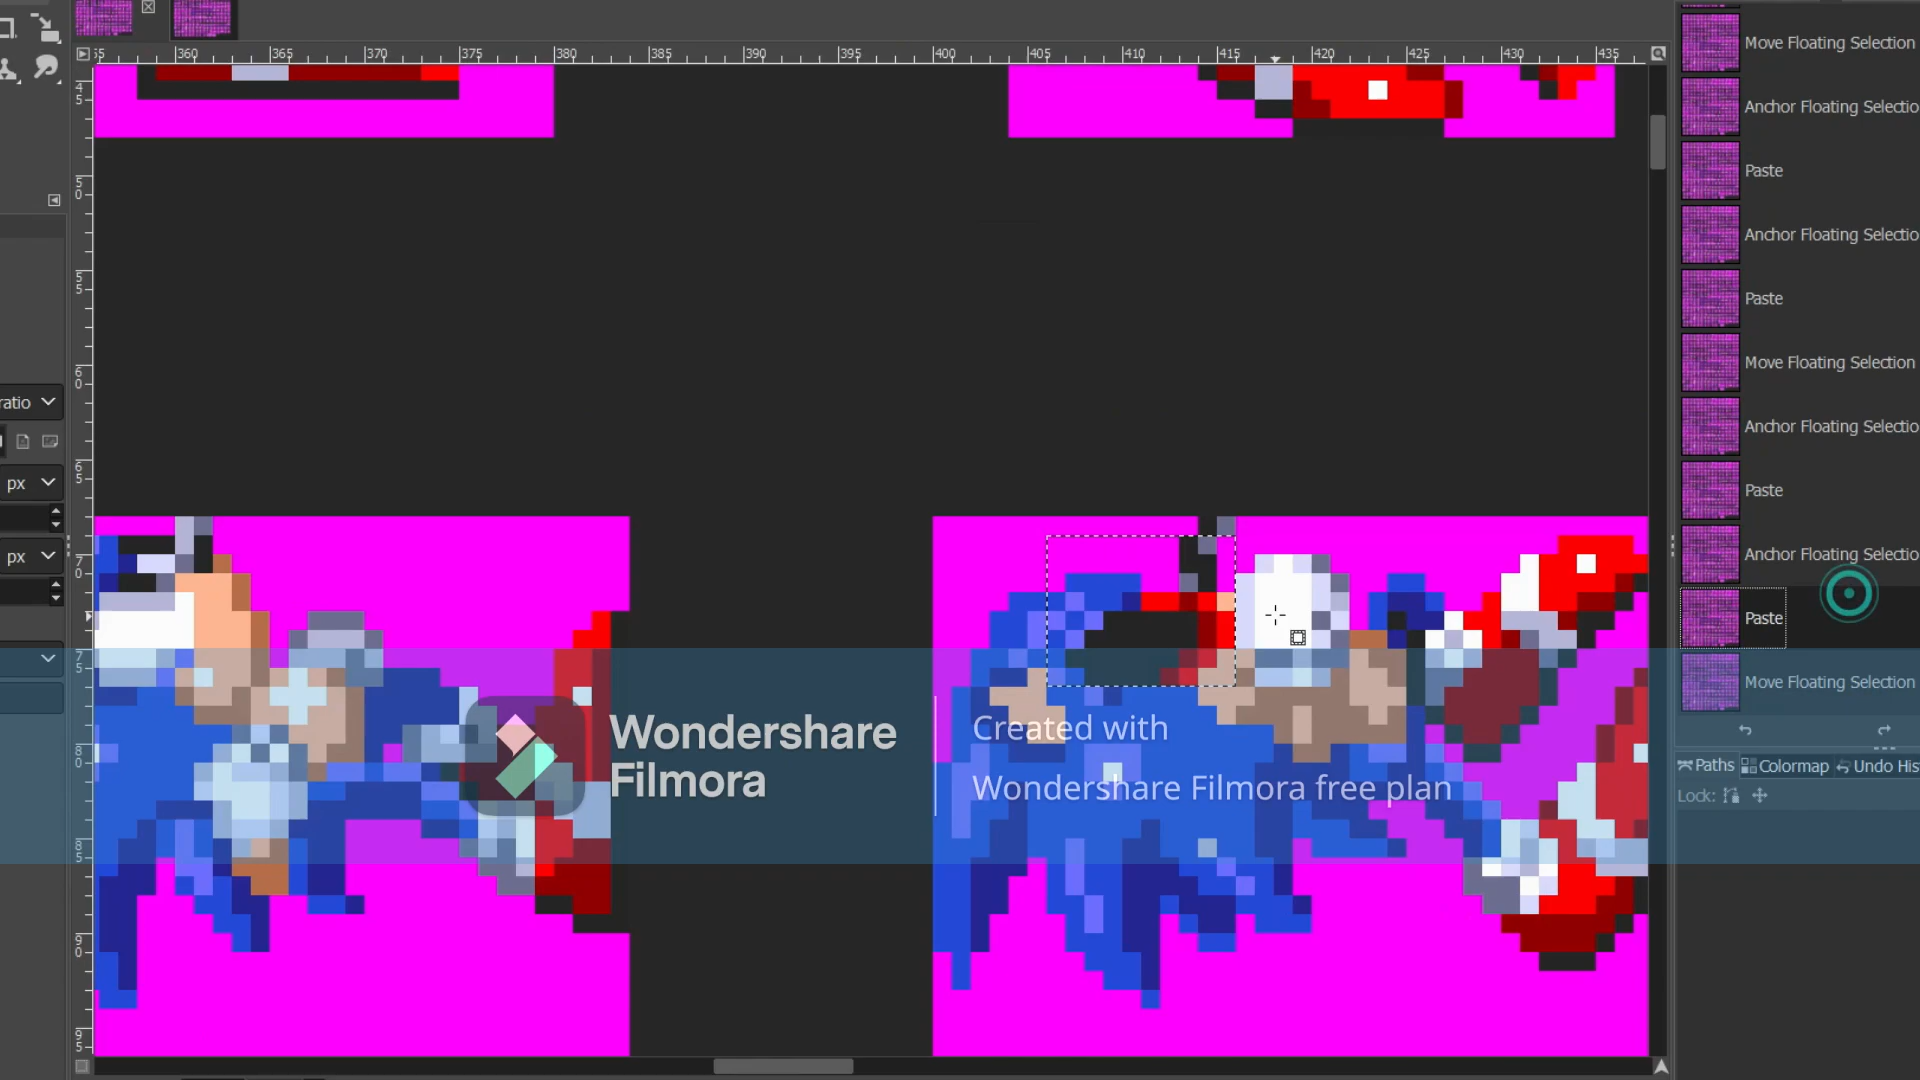 360 365 370 375 380 385 390 395 400 405 410 415 420 425 430 435
Move Floating Selection
Anchor Floating Selectio
Paste
Anchor Floating Selectio
Paste
Move Floating Selection
ratio
Anchor Floating Selectio
px
Paste
px
Anchor Floating Selectio
Paste
Move Floating Selection
Wondershare
Filmora
Created with
Wondershare Filmora free plan
Paths Colormap Undo His
Lock: